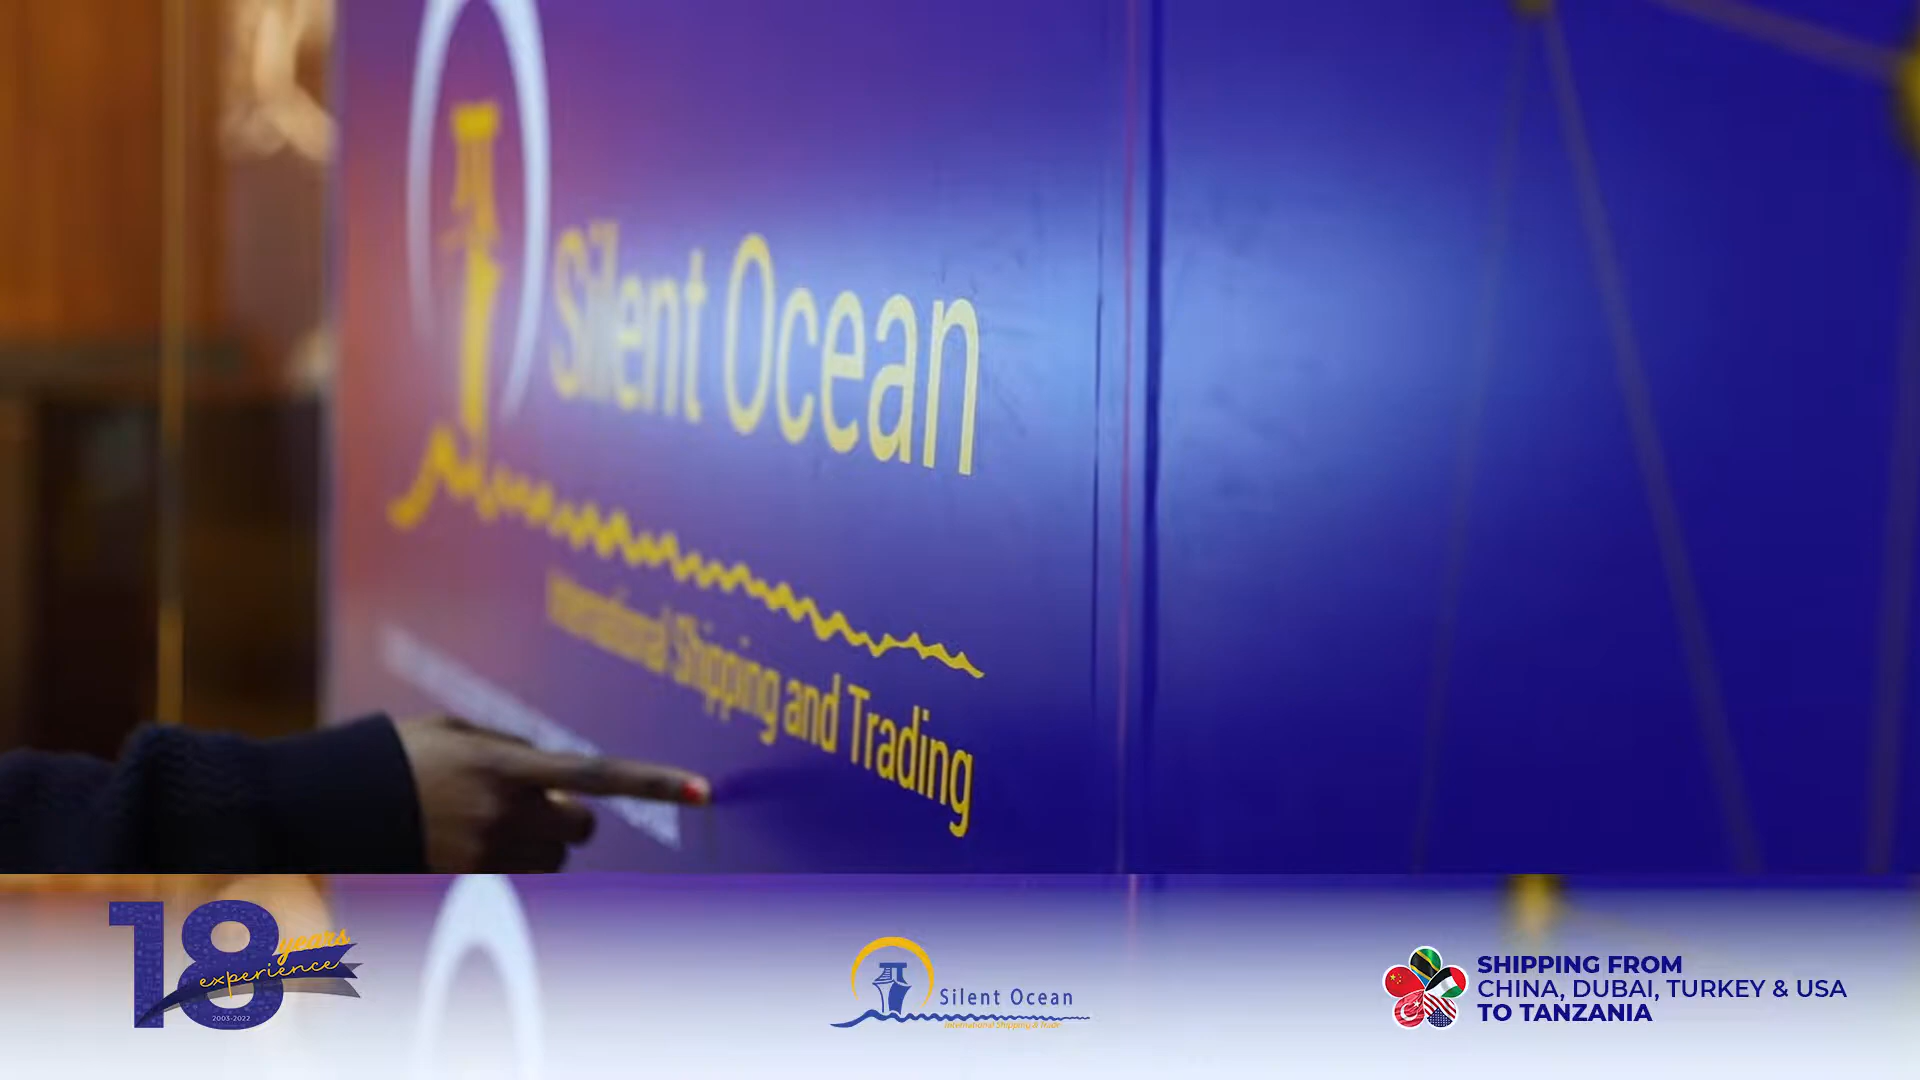 Silent Ocean
International Shipping and Trading
18
years
experience
2003-2022
Silent Ocean
International Shipping & Trade
SHIPPING FROM
CHINA, DUBAI, TURKEY & USA
TO TANZANIA